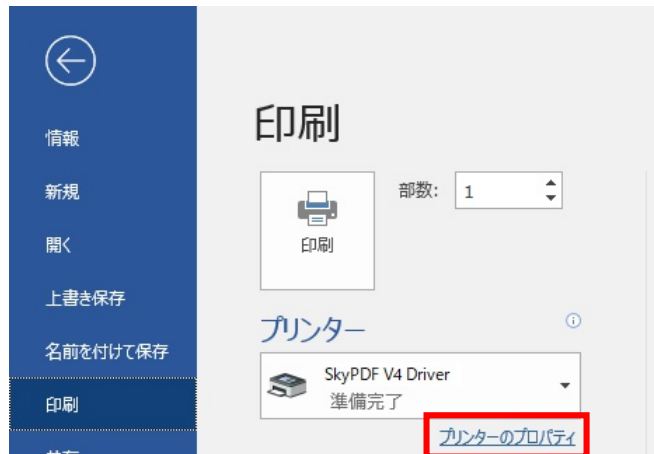 情報
新規
開く
上書き保存
名前を付けて保存
印刷
印刷
部数: 1
印刷
プリンター
SkyPDF V4 Driver
準備完了
プリンターのプロパティ